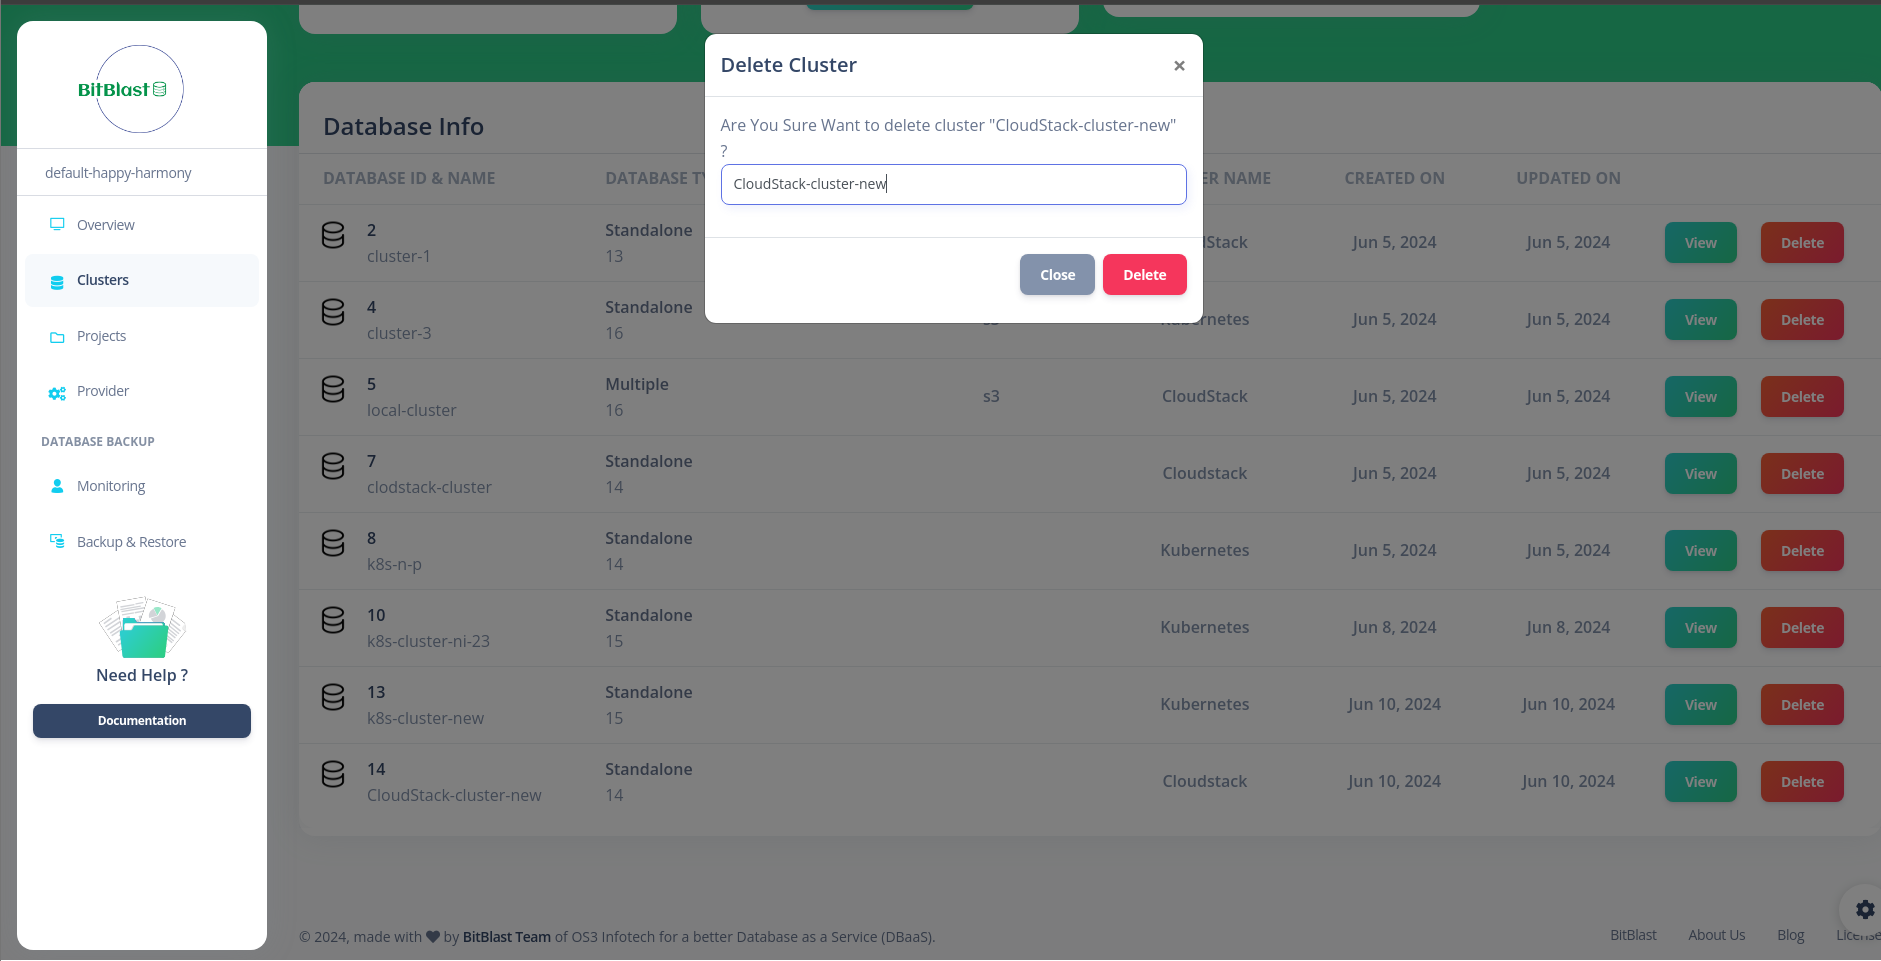 BitBlast
default-happy-harmony
Overview
Clusters
Projects
Provider
DATABASE BACKUP
Monitoring
Backup & Restore
Need Help ?
Documentation
Delete Cluster ×
Are You Sure Want to delete cluster "CloudStack-cluster-new"
?
CloudStack-cluster-new
Close Delete
Database Info
DATABASE ID & NAME DATABASE TY ER NAME CREATED ON UPDATED ON
2 Standalone
cluster-1 13 dStack Jun 5, 2024 Jun 5, 2024 View Delete
4 Standalone
cluster-3 16 Kubernetes Jun 5, 2024 Jun 5, 2024 View Delete
5 Multiple
local-cluster 16 s3 CloudStack Jun 5, 2024 Jun 5, 2024 View Delete
7 Standalone
clodstack-cluster 14 Cloudstack Jun 5, 2024 Jun 5, 2024 View Delete
8 Standalone
k8s-n-p 14 Kubernetes Jun 5, 2024 Jun 5, 2024 View Delete
10 Standalone
k8s-cluster-ni-23 15 Kubernetes Jun 8, 2024 Jun 8, 2024 View Delete
13 Standalone
k8s-cluster-new 15 Kubernetes Jun 10, 2024 Jun 10, 2024 View Delete
14 Standalone
CloudStack-cluster-new 14 Cloudstack Jun 10, 2024 Jun 10, 2024 View Delete
© 2024, made with by BitBlast Team of OS3 Infotech for a better Database as a Service (DBaaS).
BitBlast About Us Blog License